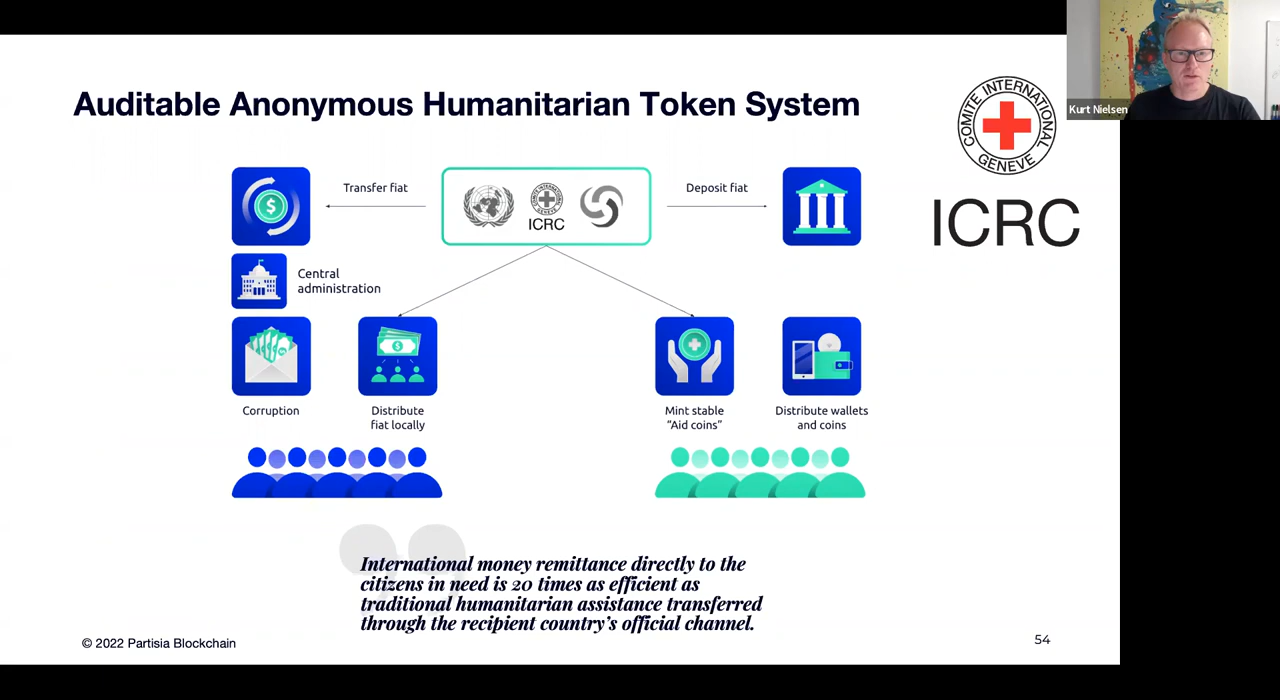 Auditable Anonymous Humanitarian Token System
COMITE INTERNATIONAL GENEVE
ICRC
Kurt Nielsen
Transfer fiat
ICRC
Deposit fiat
Central
administration
Corruption
Distribute
fiat locally
Mint stable
“Aid coins”
Distribute wallets
and coins
International money remittance directly to the
citizens in need is 20 times as efficient as
traditional humanitarian assistance transferred
through the recipient country’s official channel.
© 2022 Partisia Blockchain
54